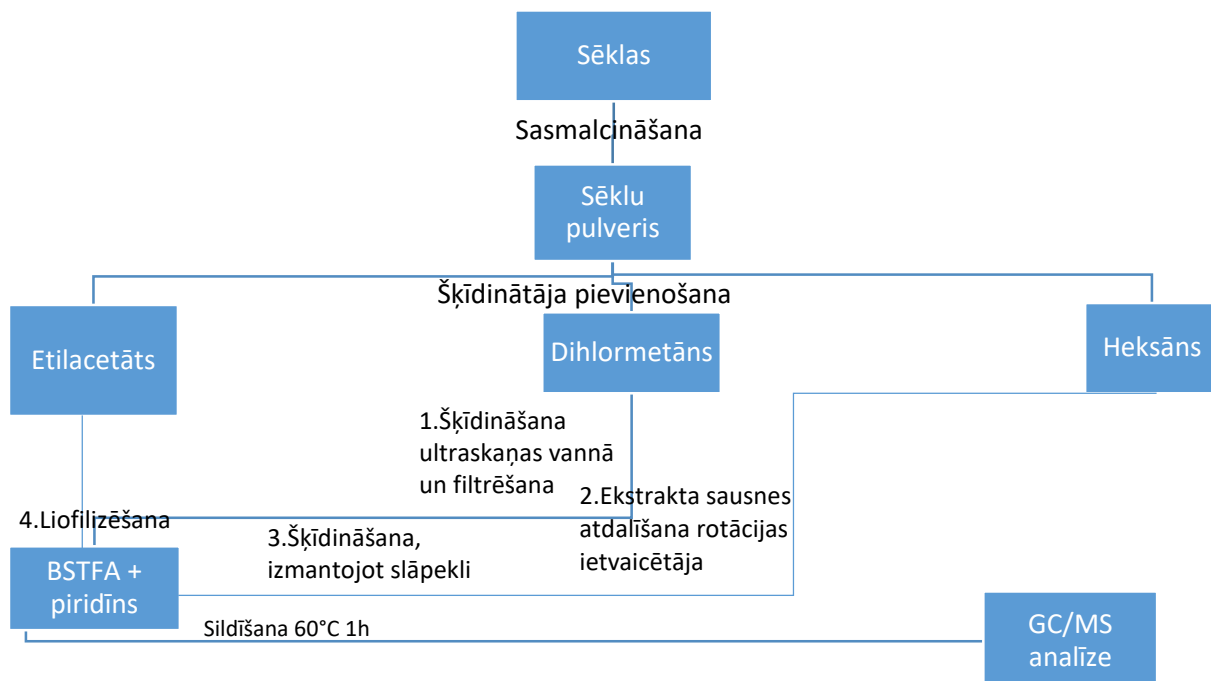 Sēklas
Sasmalcināšana
Sēklu
pulveris
Šķīdinātāja pievienošana
Etilacetāts
Dihlormetāns
Heksāns
1.Šķīdināšana
ultraskaņas vannā
un filtrēšana
2.Ekstrakta sausnes
atdalīšana rotācijas
ietvaicētāja
3.Šķīdināšana,
izmantojot slāpekli
4.Liofilizēšana
BSTFA +
piridīns
Sildīšana 60°C 1h
GC/MS
analīze